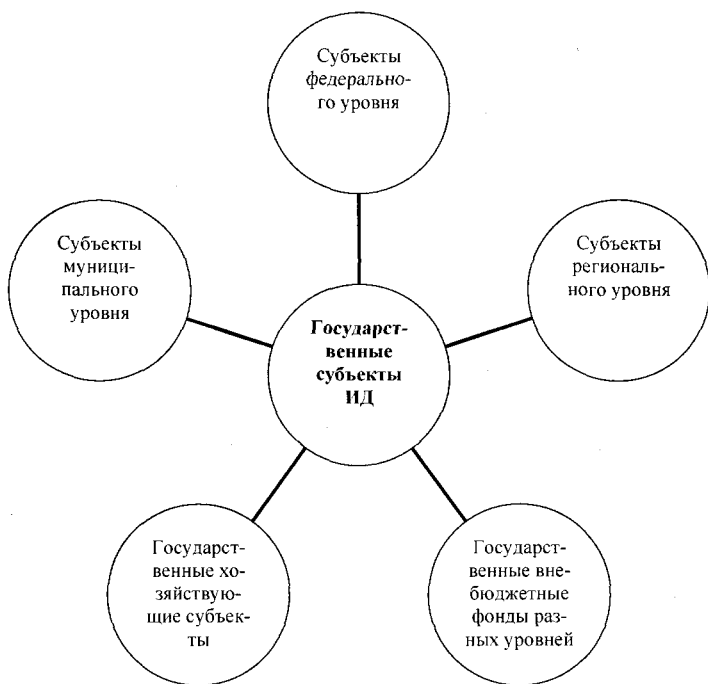 Субъекты
федерально-
го уровня
Субъекты
муници-
пального
уровня
Субъекты
региональ-
ного уровня
Государст-
венные
субъекты
ИД
Государст-
венные хо-
зяйствую-
щие субъек-
ты
Государст-
венные вне-
бюджетные
фонды раз-
ных уровней